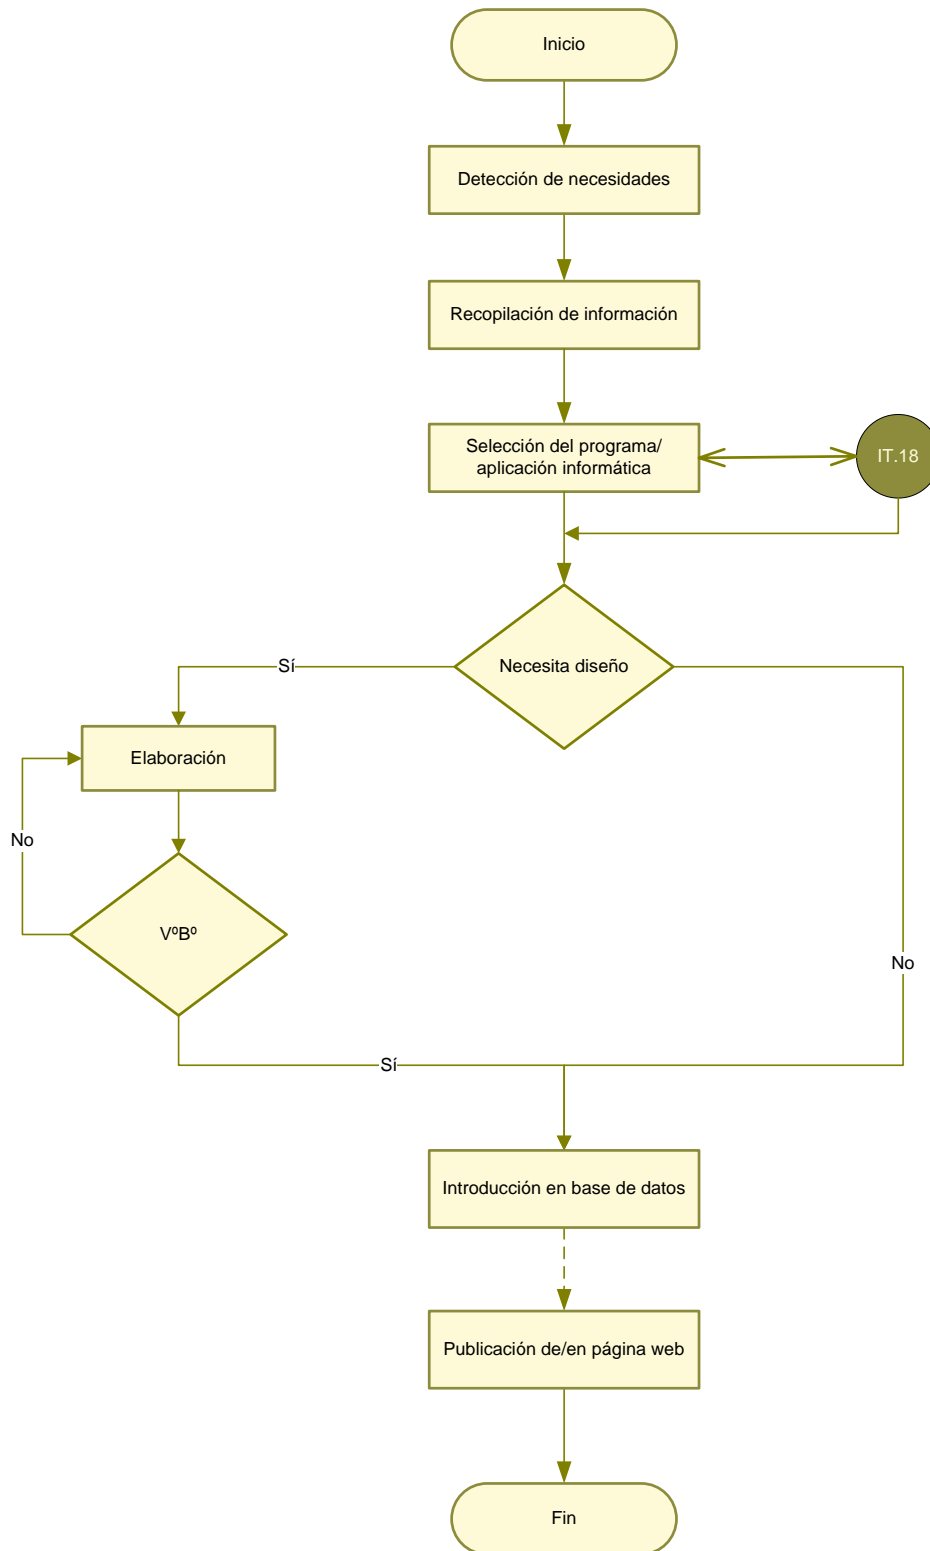 Inicio
Detección de necesidades
Recopilación de información
Selección del programa/
aplicación informática
IT.18
Necesita diseño
Sí
Elaboración
No
VºBº
No
Sí
Introducción en base de datos
Publicación de/en página web
Fin